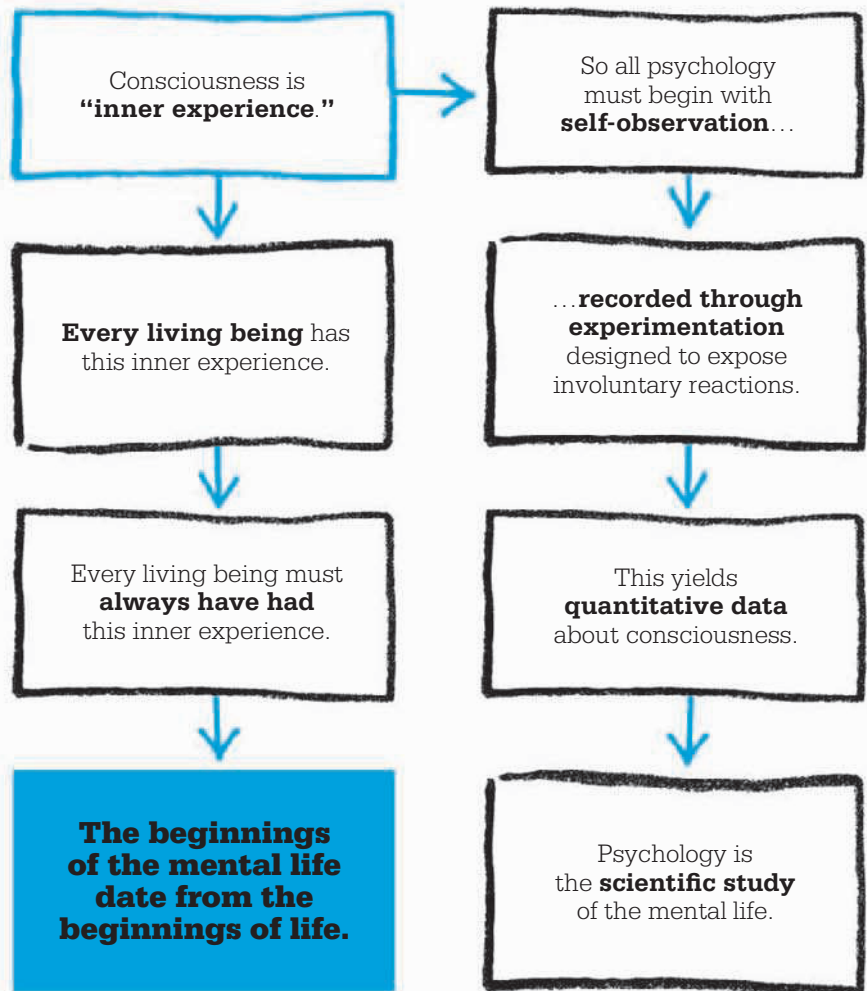 Consciousness is
“inner experience.”
So all psychology
must begin with
self-observation…
Every living being has
this inner experience.
…recorded through
experimentation
designed to expose
involuntary reactions.
Every living being must
always have had
this inner experience.
This yields
quantitative data
about consciousness.
The beginnings
of the mental life
date from the
beginnings of life.
Psychology is
the scientific study
of the mental life.